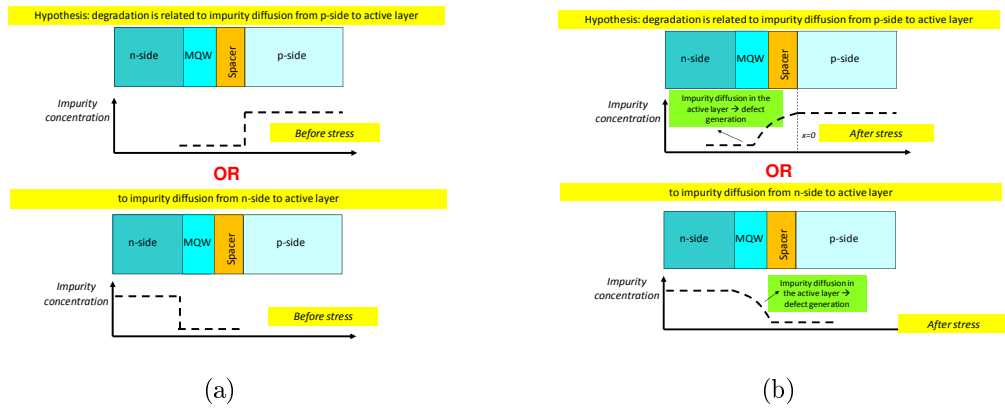 Hypothesis: degradation is related to impurity diffusion from p-side to active layer
n-side
MQW
Spacer
p-side
Impurity
concentration
Before stress
OR
to impurity diffusion from n-side to active layer
n-side
MQW
Spacer
p-side
Impurity
concentration
Before stress
(a)
Hypothesis: degradation is related to impurity diffusion from p-side to active layer
n-side
MQW
Spacer
p-side
Impurity
concentration
Impurity diffusion in the
active layer → defect
generation
x=0
After stress
OR
to impurity diffusion from n-side to active layer
n-side
MQW
Spacer
p-side
Impurity
concentration
Impurity diffusion in
the active layer →
defect generation
After stress
(b)